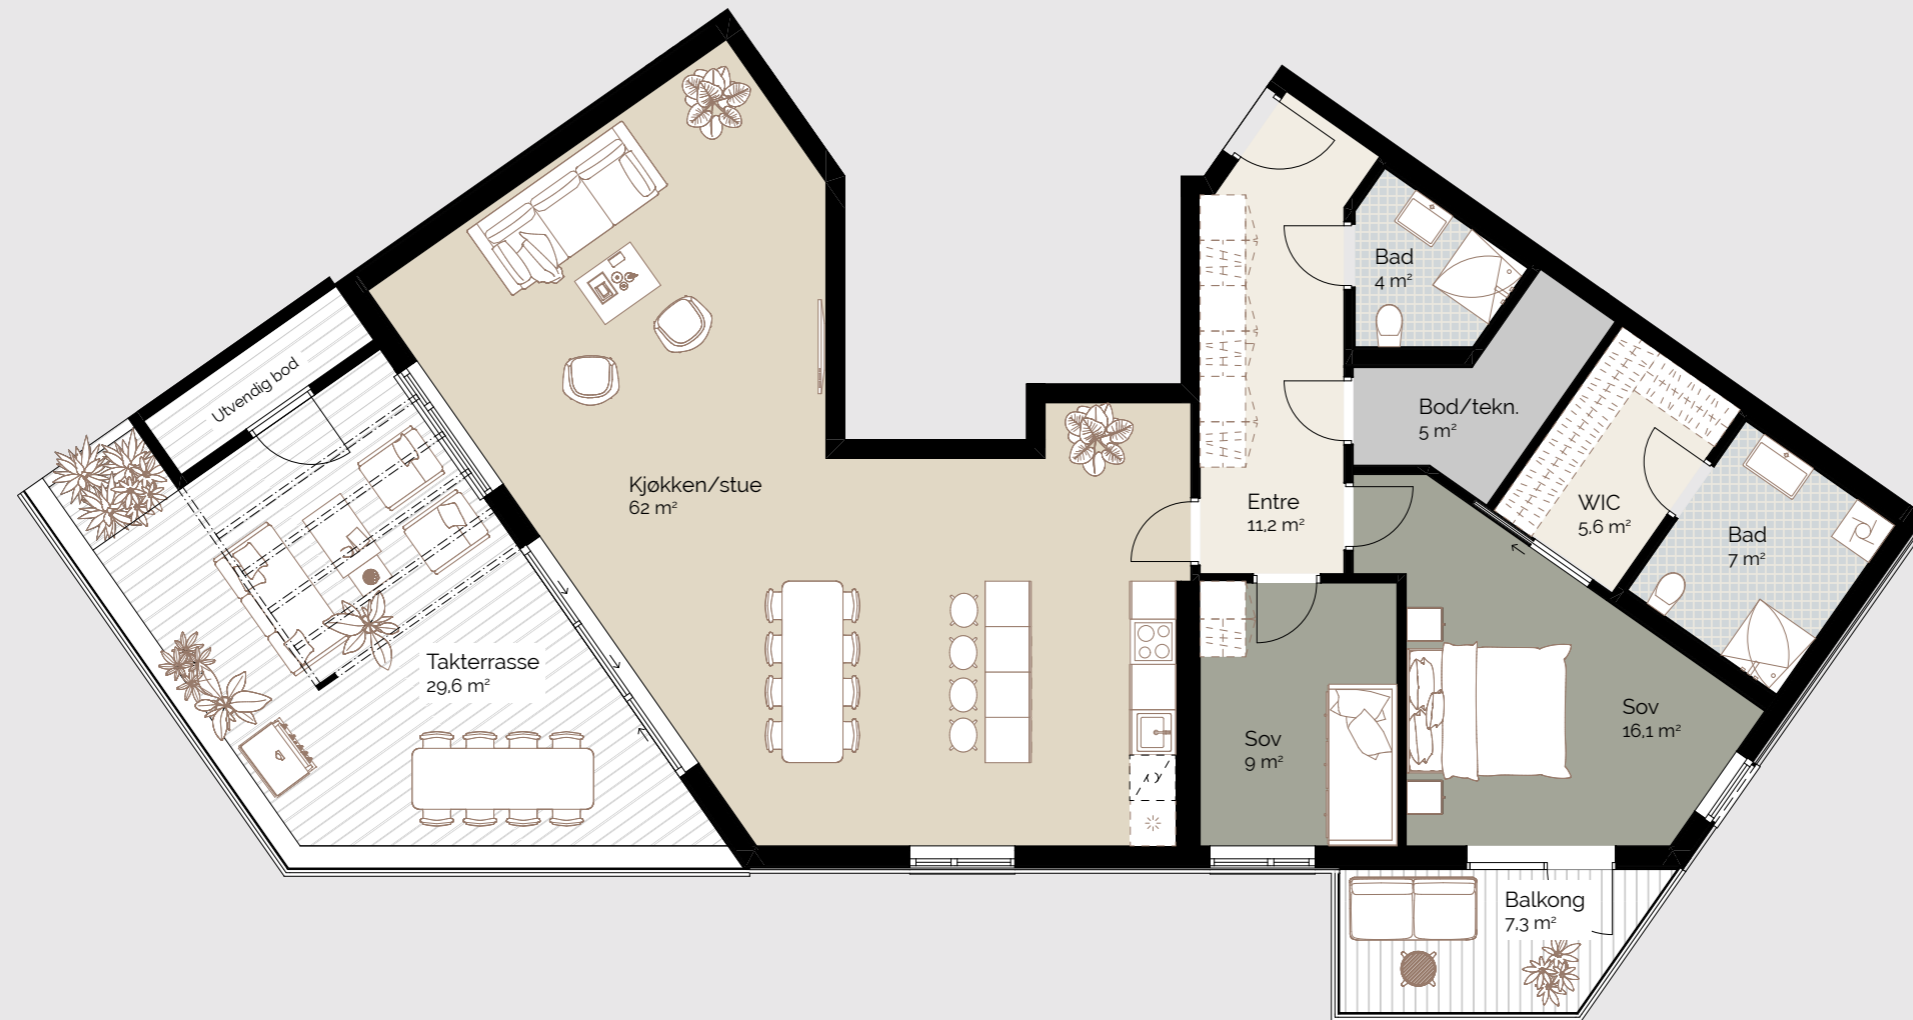 Utvendig bod
Takterrasse
29,6 m²
Kjøkken/stue
62 m²
Entre
11,2 m²
Bad
4 m²
Bod/tekn.
5 m²
WIC
5,6 m²
Bad
7 m²
Sov
9 m²
Sov
16,1 m²
Balkong
7,3 m²